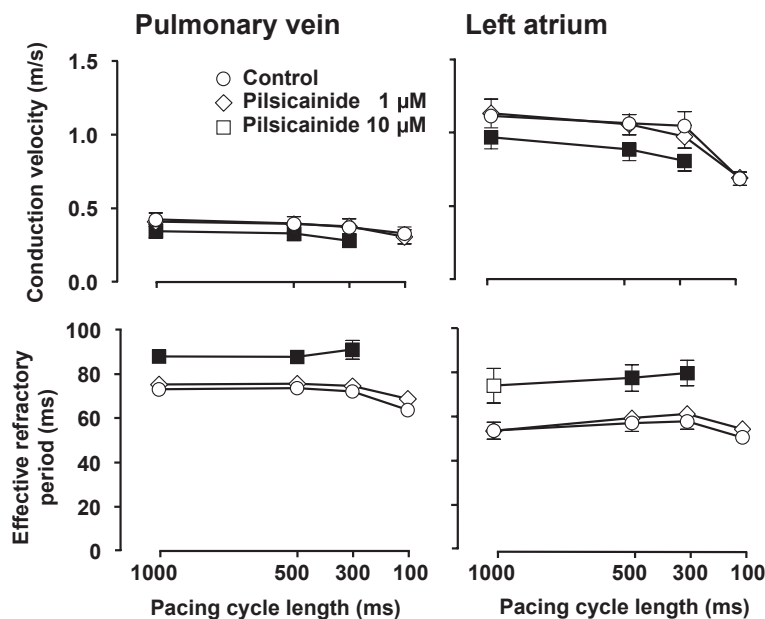 Pulmonary vein Left atrium
Conduction velocity (m/s)
1.5
1.0
0.5
0.0
Control
Pilsicainide 1 µM
Pilsicainide 10 µM
Effective refractory
period (ms)
100
80
60
40
20
0
1000 500 300 100
1000 500 300 100
Pacing cycle length (ms) Pacing cycle length (ms)